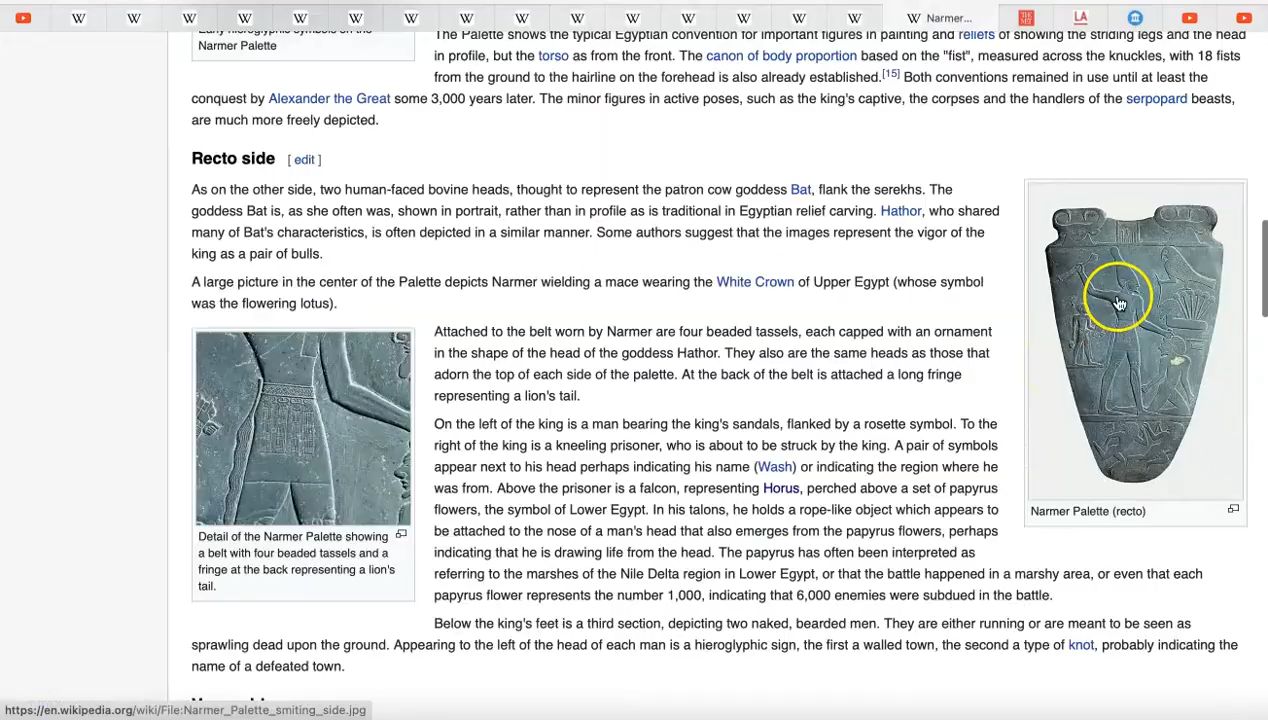 Narmer...
THE
MET
LA
Early hieroglyphic symbols on the
Narmer Palette
The Palette shows the typical Egyptian convention for important figures in painting and reliefs of showing the striding legs and the head
in profile, but the torso as from the front. The canon of body proportion based on the "fist", measured across the knuckles, with 18 fists
from the ground to the hairline on the forehead is also already established.[15] Both conventions remained in use until at least the
conquest by Alexander the Great some 3,000 years later. The minor figures in active poses, such as the king's captive, the corpses and the handlers of the serpopard beasts,
are much more freely depicted.
Recto side [ edit ]
As on the other side, two human-faced bovine heads, thought to represent the patron cow goddess Bat, flank the serekhs. The
goddess Bat is, as she often was, shown in portrait, rather than in profile as is traditional in Egyptian relief carving. Hathor, who shared
many of Bat's characteristics, is often depicted in a similar manner. Some authors suggest that the images represent the vigor of the
king as a pair of bulls.
A large picture in the center of the Palette depicts Narmer wielding a mace wearing the White Crown of Upper Egypt (whose symbol
was the flowering lotus).
Attached to the belt worn by Narmer are four beaded tassels, each capped with an ornament
in the shape of the head of the goddess Hathor. They also are the same heads as those that
adorn the top of each side of the palette. At the back of the belt is attached a long fringe
representing a lion's tail.
On the left of the king is a man bearing the king's sandals, flanked by a rosette symbol. To the
right of the king is a kneeling prisoner, who is about to be struck by the king. A pair of symbols
appear next to his head perhaps indicating his name (Wash) or indicating the region where he
was from. Above the prisoner is a falcon, representing Horus, perched above a set of papyrus
flowers, the symbol of Lower Egypt. In his talons, he holds a rope-like object which appears to
be attached to the nose of a man's head that also emerges from the papyrus flowers, perhaps
indicating that he is drawing life from the head. The papyrus has often been interpreted as
referring to the marshes of the Nile Delta region in Lower Egypt, or that the battle happened in a marshy area, or even that each
papyrus flower represents the number 1,000, indicating that 6,000 enemies were subdued in the battle.
Below the king's feet is a third section, depicting two naked, bearded men. They are either running or are meant to be seen as
sprawling dead upon the ground. Appearing to the left of the head of each man is a hieroglyphic sign, the first a walled town, the second a type of knot, probably indicating the
name of a defeated town.
Detail of the Narmer Palette showing
a belt with four beaded tassels and a
fringe at the back representing a lion's
tail.
Narmer Palette (recto)
https://en.wikipedia.org/wiki/File:Narmer_Palette_smiting_side.jpg